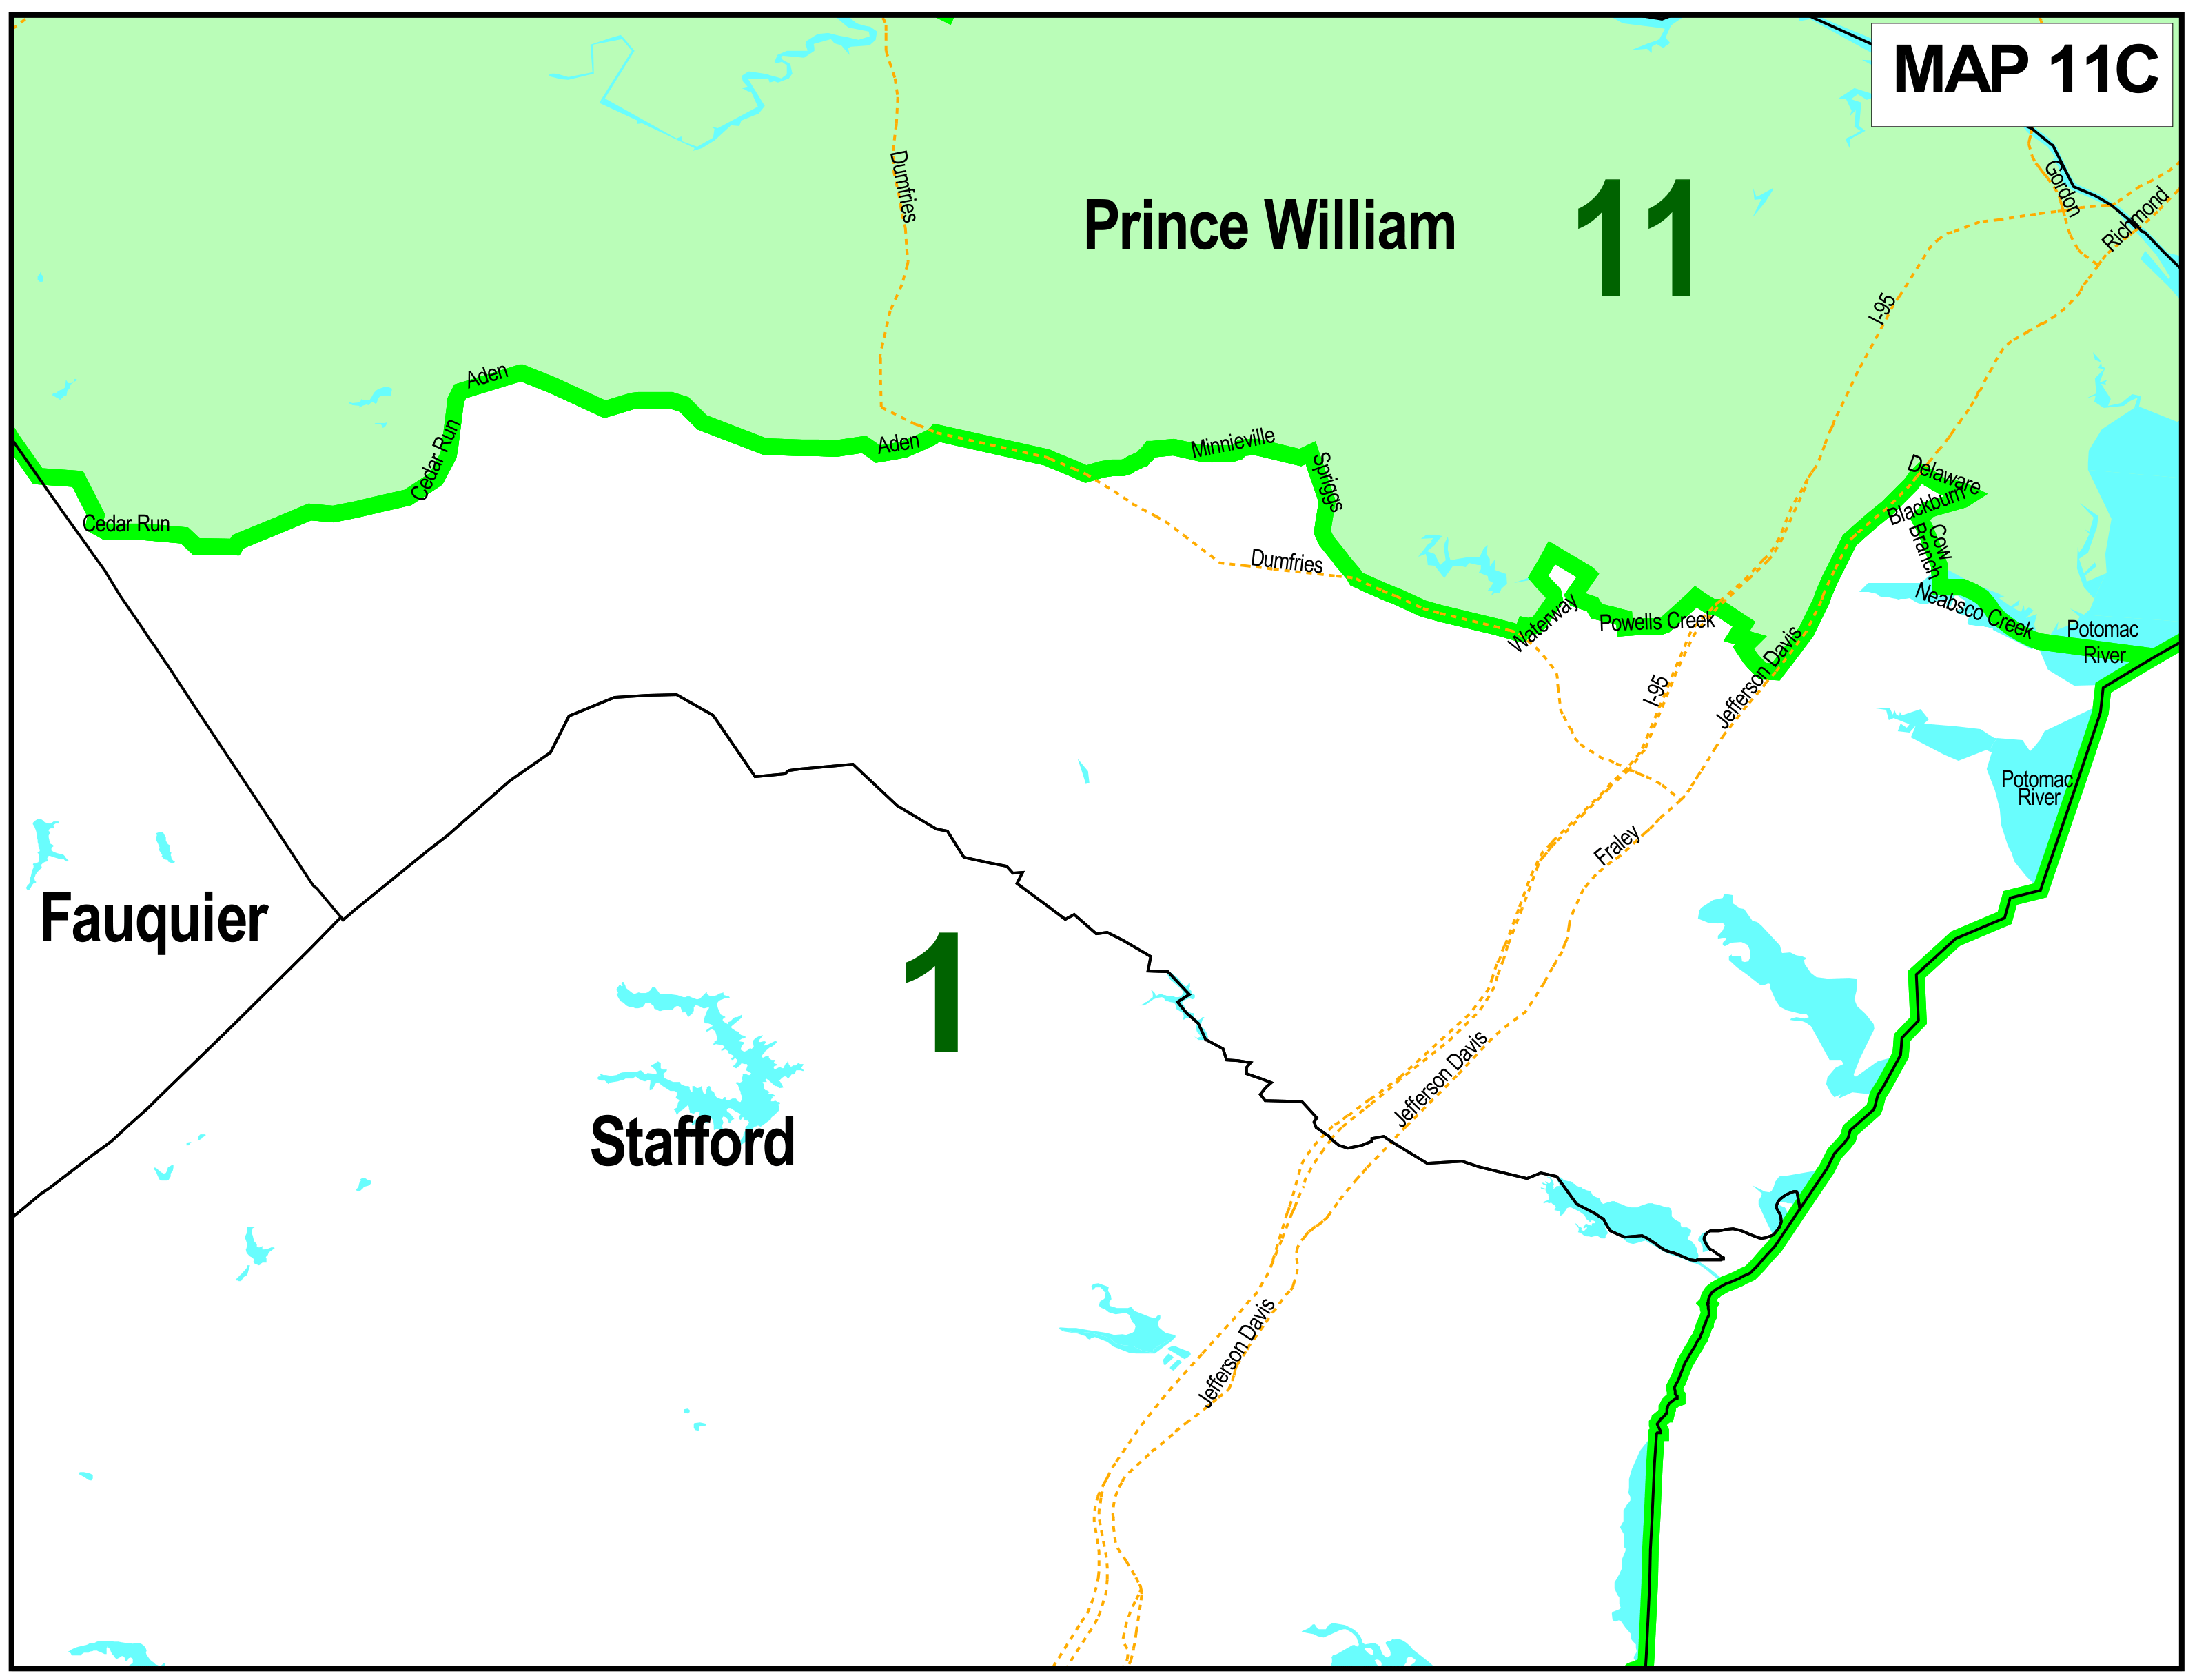 MAP 11C
Dumfries
Prince William
11
Gordon
Richmond
I-95
Aden
Cedar Run
Aden
Minnieville
Spriggs
Cedar Run
Delaware
Blackburn
Cow
Branch
Dumfries
Waterway
Powells Creek
Neabsco Creek
Potomac
River
Jefferson Davis
I-95
Potomac
River
Fraley
Fauquier
1
Stafford
Jefferson Davis
Jefferson Davis